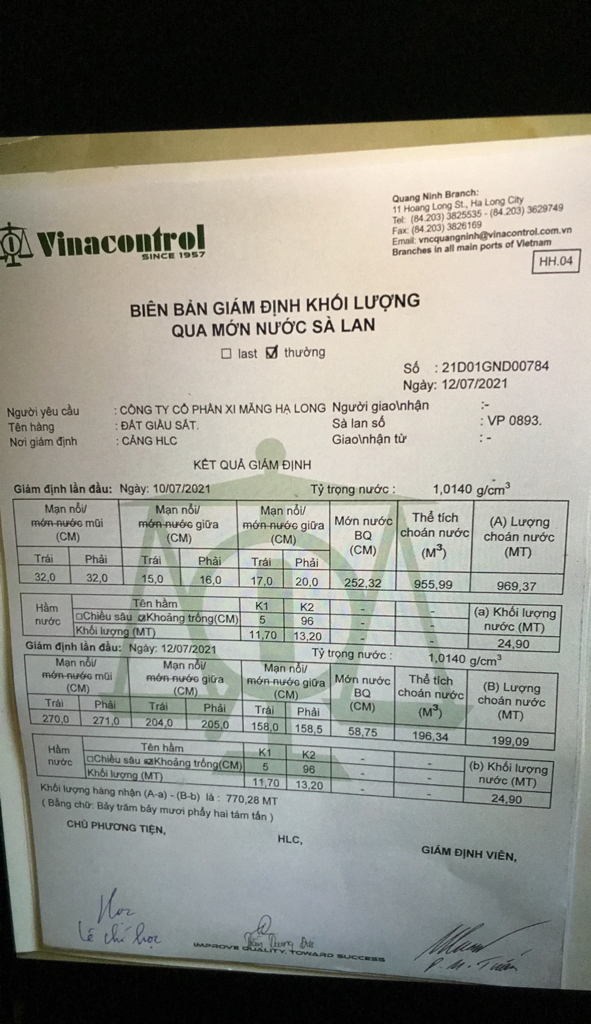 Quang Ninh Branch:
11 Hoang Long St., Ha Long City
Tel: (84.203) 3825535 - (84.203) 3629749
Fax: (84.203) 3826169
Email: vncquangninh@vinacontrol.com.vn
Branches in all main ports of Vietnam
Vinacontrol
SINCE 1957
HH.04
BIÊN BẢN GIÁM ĐỊNH KHỐI LƯỢNG
QUA MỚN NƯỚC SÀ LAN
☐ last ☑ thường
Số : 21D01GND00784
Ngày: 12/07/2021
Người yêu cầu : CÔNG TY CỔ PHẦN XI MĂNG HẠ LONG Người giao\nhận :-
Tên hàng : ĐẤT GIÀU SẮT. Sà lan số : VP 0893.
Nơi giám định : CẢNG HLC Giao\nhận từ : -
KẾT QUẢ GIÁM ĐỊNH
Giám định lần đầu: Ngày: 10/07/2021 Tỷ trọng nước : 1,0140 g/cm³
Mạn nổi/ mớn nước mũi (CM) Mạn nổi/ mớn nước giữa (CM) Mạn nổi/ mớn nước giữa (CM) Mớn nước BQ (CM) Thể tích choán nước (M³) (A) Lượng choán nước (MT)
Trái Phải Trái Phải Trái Phải
32,0 32,0 15,0 16,0 17,0 20,0 252,32 955,99 969,37
Hầm nước Tên hầm K1 K2 - - (a) Khối lượng nước (MT)
☐Chiều sâu ☑Khoảng trống(CM) 5 96 - -
Khối lượng (MT) 11,70 13,20 - - 24,90
Giám định lần đầu: Ngày: 12/07/2021 Tỷ trọng nước : 1,0140 g/cm³
Mạn nổi/ mớn nước mũi (CM) Mạn nổi/ mớn nước giữa (CM) Mạn nổi/ mớn nước giữa (CM) Mớn nước BQ (CM) Thể tích choán nước (M³) (B) Lượng choán nước (MT)
Trái Phải Trái Phải Trái Phải
270,0 271,0 204,0 205,0 158,0 158,5 58,75 196,34 199,09
Hầm nước Tên hầm K1 K2 - - (b) Khối lượng nước (MT)
☐Chiều sâu ☑Khoảng trống(CM) 5 96 - -
Khối lượng (MT) 11,70 13,20 - - 24,90
Khối lượng hàng nhận (A-a) - (B-b) là : 770,28 MT
( Bằng chữ: Bảy trăm bảy mươi phẩy hai tám tấn )
CHỦ PHƯƠNG TIỆN, HLC, GIÁM ĐỊNH VIÊN,
Học
Lê chí học
IMPROVE QUALITY, TOWARD SUCCESS
P. M. Tuấn